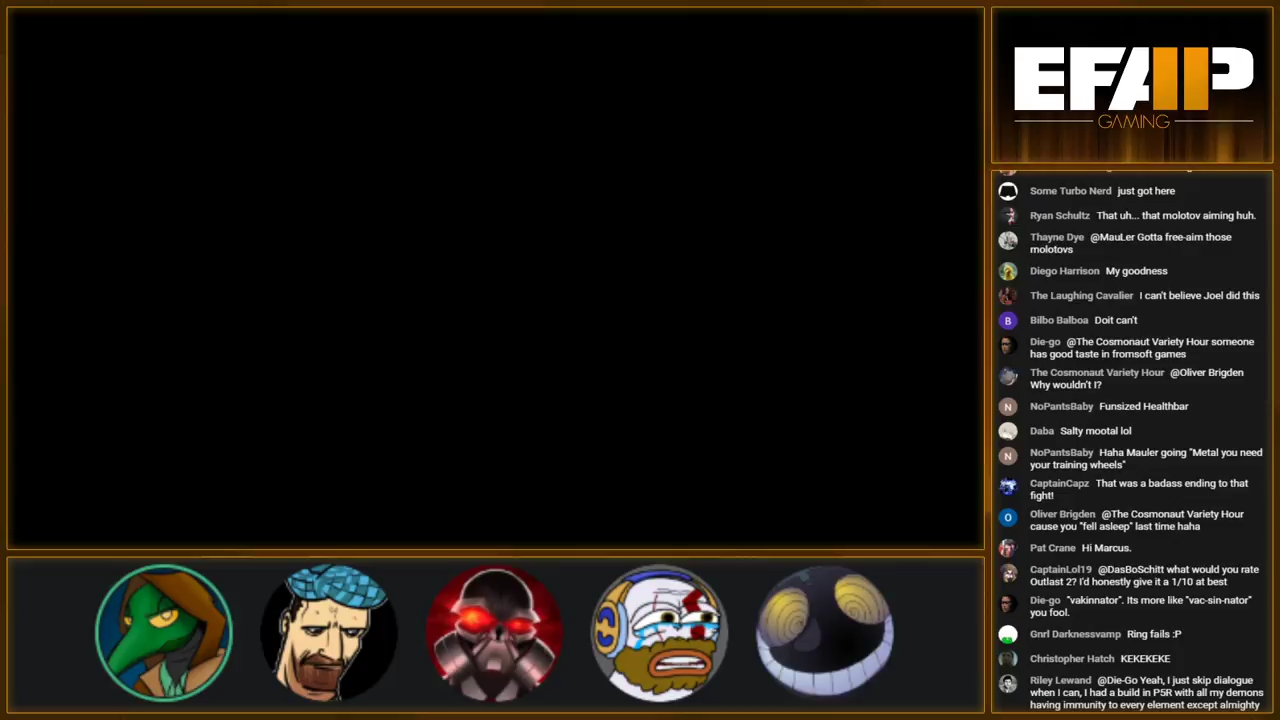 EFAP
GAMING
Some Turbo Nerd just got here
Ryan Schultz That uh... that molotov aiming huh.
Thayne Dye @MauLer Gotta free-aim those
molotovs
Diego Harrison My goodness
The Laughing Cavalier I can't believe Joel did this
B
Bilbo Balboa Doit can't
Die-go @The Cosmonaut Variety Hour someone
has good taste in fromsoft games
The Cosmonaut Variety Hour @Oliver Brigden
Why wouldn't I?
N
NoPantsBaby Funsized Healthbar
Daba Salty mootal lol
N
NoPantsBaby Haha Mauler going "Metal you need
your training wheels"
CaptainCapz That was a badass ending to that
fight!
O
Oliver Brigden @The Cosmonaut Variety Hour
cause you "fell asleep" last time haha
Pat Crane Hi Marcus.
CaptainLol19 @DasBoSchitt what would you rate
Outlast 2? I'd honestly give it a 1/10 at best
Die-go "vakinnator". Its more like "vac-sin-nator"
you fool.
Gnrl Darknessvamp Ring fails :P
Christopher Hatch KEKEKEKE
Riley Lewand @Die-Go Yeah, I just skip dialogue
when I can, I had a build in P5R with all my demons
having immunity to every element except almighty